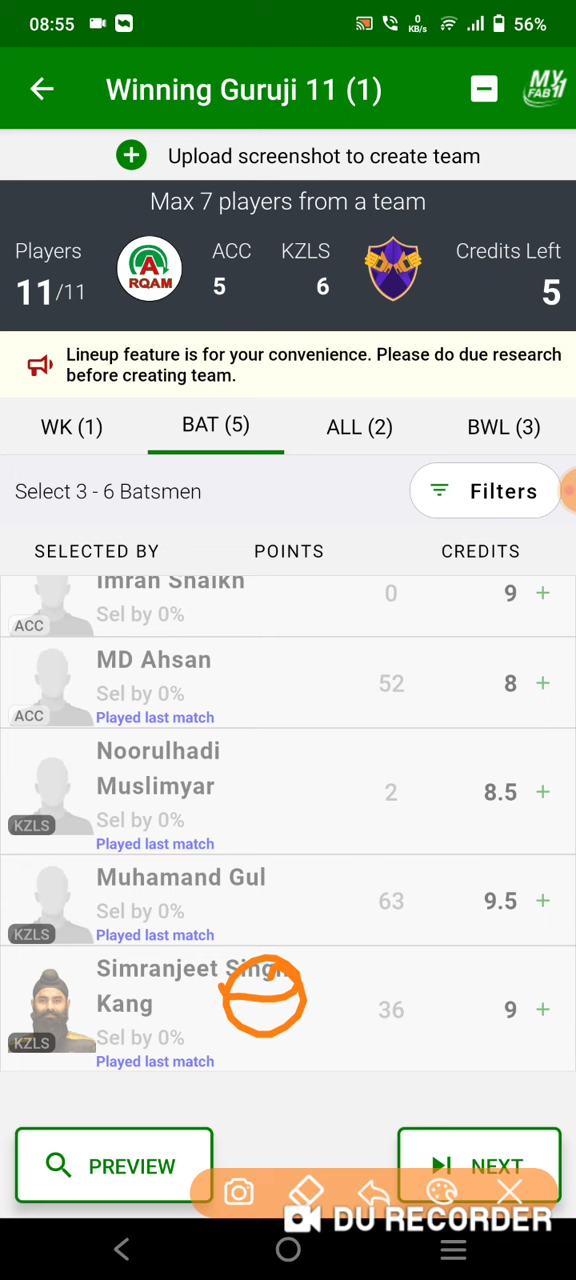 08:55
0
KB/s
56%
Winning Guruji 11 (1)
MY
FAB11
Upload screenshot to create team
Max 7 players from a team
Players
ACC
KZLS
Credits Left
A
RQAM
11/11
5
6
5
Lineup feature is for your convenience. Please do due research
before creating team.
WK (1)
BAT (5)
ALL (2)
BWL (3)
Select 3 - 6 Batsmen
Filters
SELECTED BY
POINTS
CREDITS
Imran Shaikh
Sel by 0%
ACC
0
9 +
MD Ahsan
Sel by 0%
Played last match
ACC
52
8 +
Noorulhadi
Muslimyar
Sel by 0%
Played last match
KZLS
2
8.5 +
Muhamand Gul
Sel by 0%
Played last match
KZLS
63
9.5 +
Simranjeet Singh
Kang
Sel by 0%
Played last match
KZLS
36
9 +
PREVIEW
NEXT
DU RECORDER